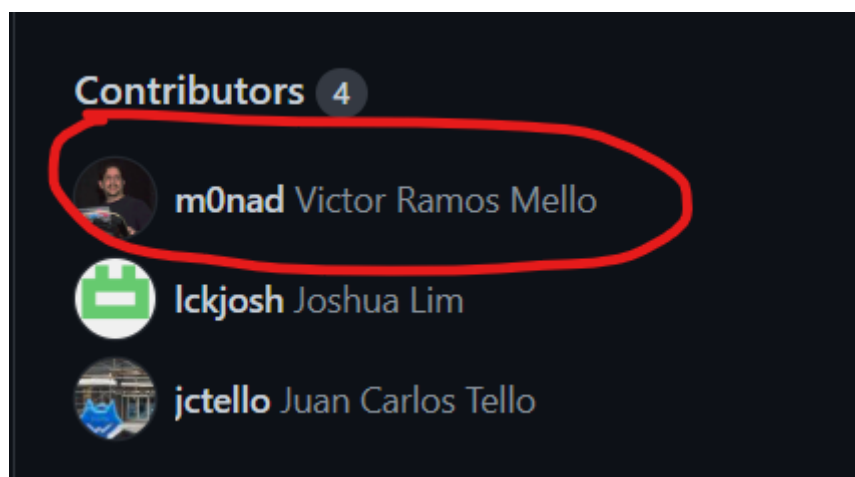 Contributors 4
m0nad Victor Ramos Mello
lckjosh Joshua Lim
jctello Juan Carlos Tello